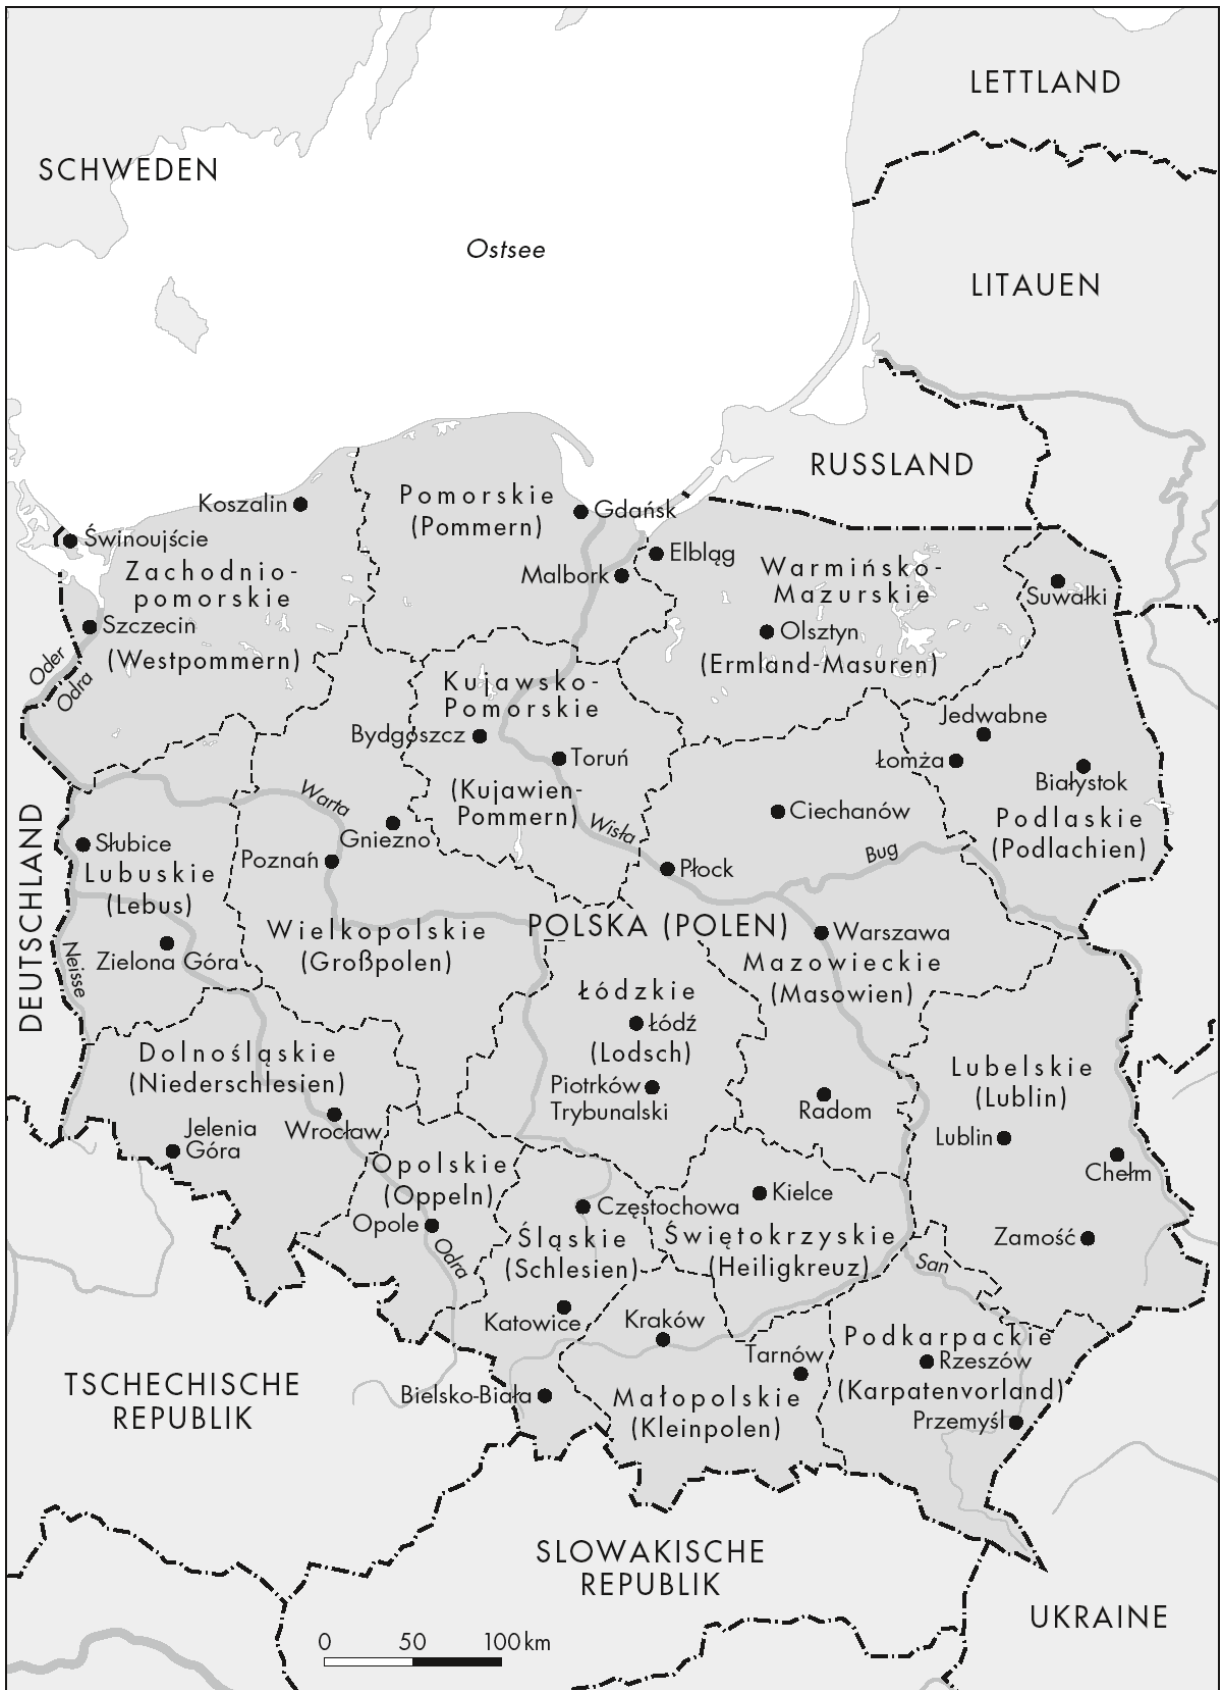 LETTLAND
SCHWEDEN
Ostsee
LITAUEN
RUSSLAND
Pomorskie
(Pommern)
Koszalin
Gdańsk
Świnoujście
Elbląg
Zachodnio-
pomorskie
Malbork
Warmińsko-
Mazurskie
Suwałki
Szczecin
Olsztyn
(Westpommern)
(Ermland-Masuren)
Oder
Odra
Kujawsko-
Pomorskie
Jedwabne
Bydgoszcz
Toruń
Łomża
Białystok
(Kujawien-
Pommern)
Warta
Ciechanów
Podlaskie
(Podlachien)
Wisła
Gniezno
Słubice
Bug
Poznań
Płock
Lubuskie
(Lebus)
DEUTSCHLAND
POLSKA (POLEN)
Wielkopolskie
(Großpolen)
Warszawa
Mazowieckie
(Masowien)
Zielona Góra
Neisse
Łódzkie
Łódź
(Lodsch)
Dolnośląskie
(Niederschlesien)
Lubelskie
(Lublin)
Piotrków
Trybunalski
Radom
Wrocław
Jelenia
Góra
Lublin
Chełm
Opolskie
(Oppeln)
Kielce
Częstochowa
Opole
Śląskie
(Schlesien)
Świętokrzyskie
(Heiligkreuz)
Zamość
Odra
San
Katowice
Kraków
Podkarpackie
Rzeszów
(Karpatenvorland)
Tarnów
TSCHECHISCHE
REPUBLIK
Bielsko-Biała
Małopolskie
(Kleinpolen)
Przemyśl
SLOWAKISCHE
REPUBLIK
UKRAINE
0 50 100 km